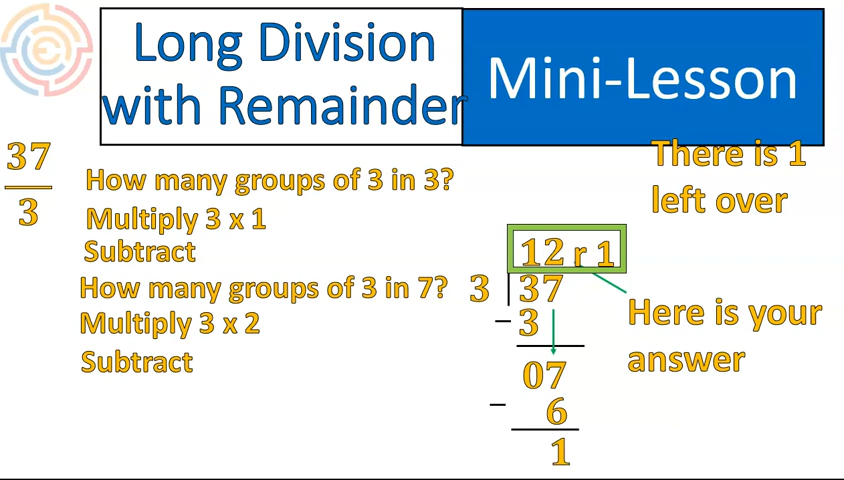 Long Division
with Remainder
Mini-Lesson
37
3
How many groups of 3 in 3?
Multiply 3 x 1
Subtract
How many groups of 3 in 7?
Multiply 3 x 2
Subtract
There is 1
left over
12 r 1
3 37
− 3
07
− 6
1
Here is your
answer